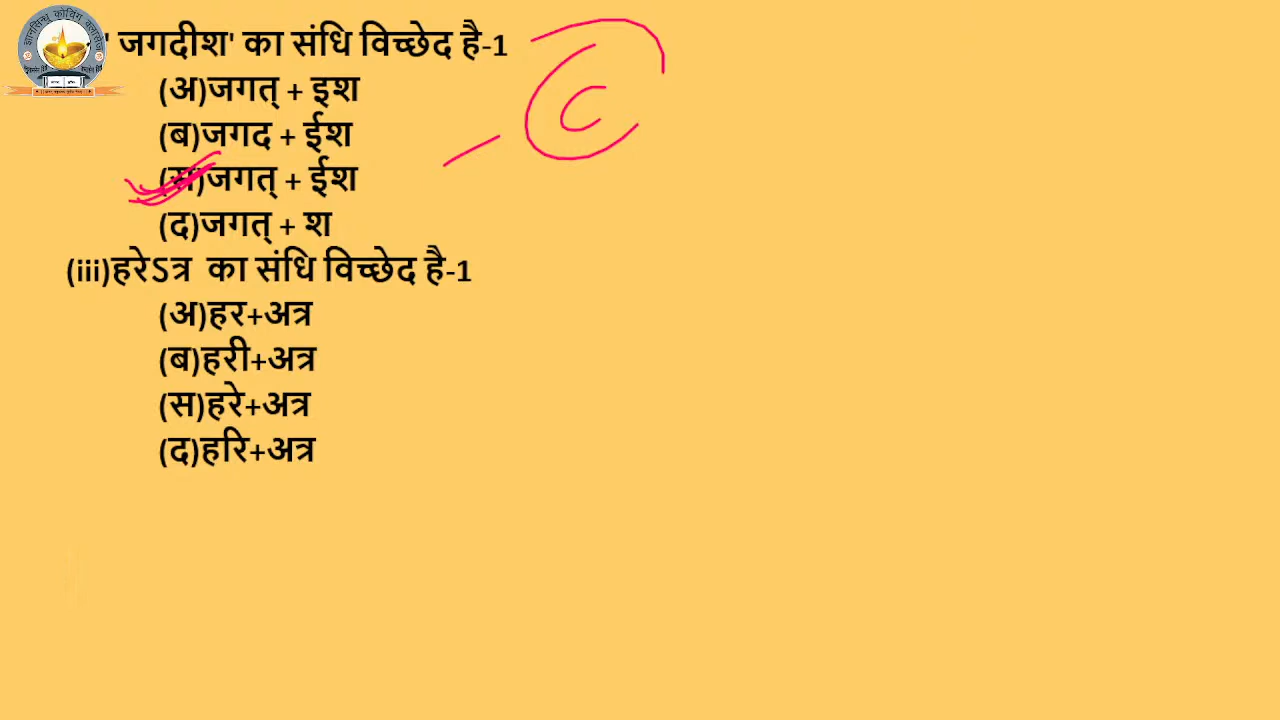 ' जगदीश' का संधि विच्छेद है-1
(अ)जगत् + इश
(ब)जगद + ईश
(स)जगत् + ईश
(द)जगत् + श
(iii)हरेऽत्र का संधि विच्छेद है-1
(अ)हर+अत्र
(ब)हरी+अत्र
(स)हरे+अत्र
(द)हरि+अत्र
C
ज्ञानसिन्धु कोचिंग क्लासेज